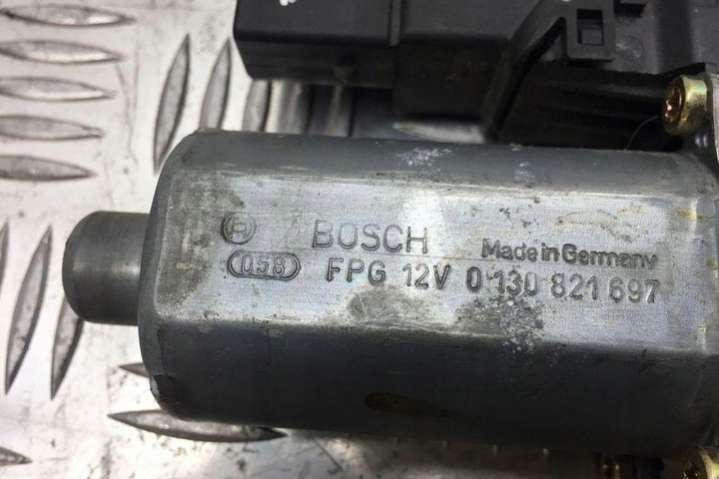 BOSCH Made in Germany
058 FPG 12V 0 130 821 697